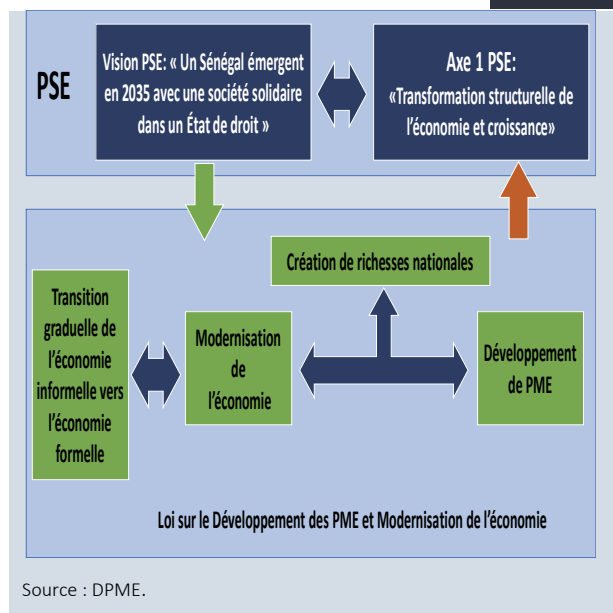 PSE
Vision PSE: « Un Sénégal émergent
en 2035 avec une société solidaire
dans un État de droit »
Axe 1 PSE:
«Transformation structurelle de
l’économie et croissance»
Création de richesses nationales
Transition
graduelle de
l’économie
informelle vers
l’économie
formelle
Modernisation
de
l’économie
Développement
de PME
Loi sur le Développement des PME et Modernisation de l’économie
Source : DPME.